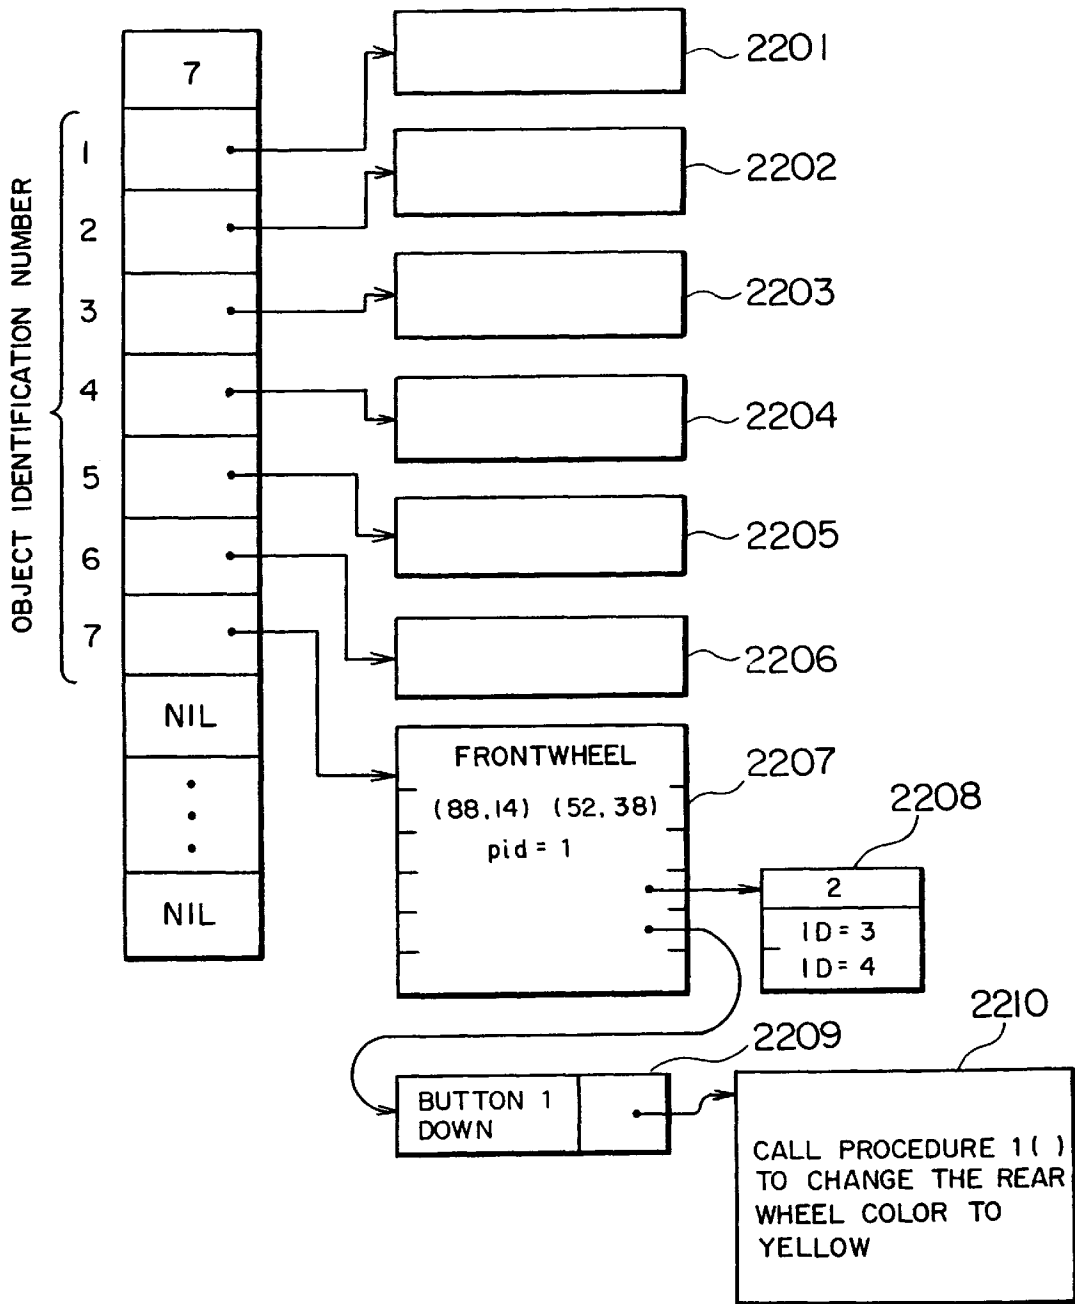 2201
7
1
2202
2
2203
3
2204
4
5
2205
6
2206
7
OBJECT IDENTIFICATION NUMBER
NIL
NIL
FRONTWHEEL
(88,14) (52,38)
pid = 1
2207
2208
2
ID = 3
ID = 4
2209
BUTTON 1
DOWN
2210
CALL PROCEDURE 1( )
TO CHANGE THE REAR
WHEEL COLOR TO
YELLOW